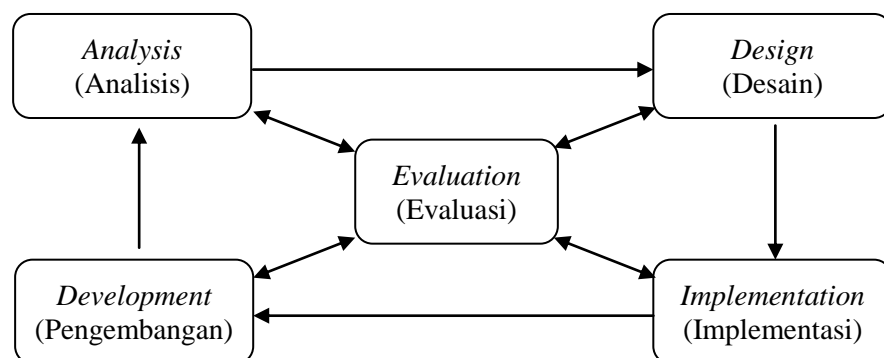 Analysis
(Analisis)
Design
(Desain)
Evaluation
(Evaluasi)
Development
(Pengembangan)
Implementation
(Implementasi)